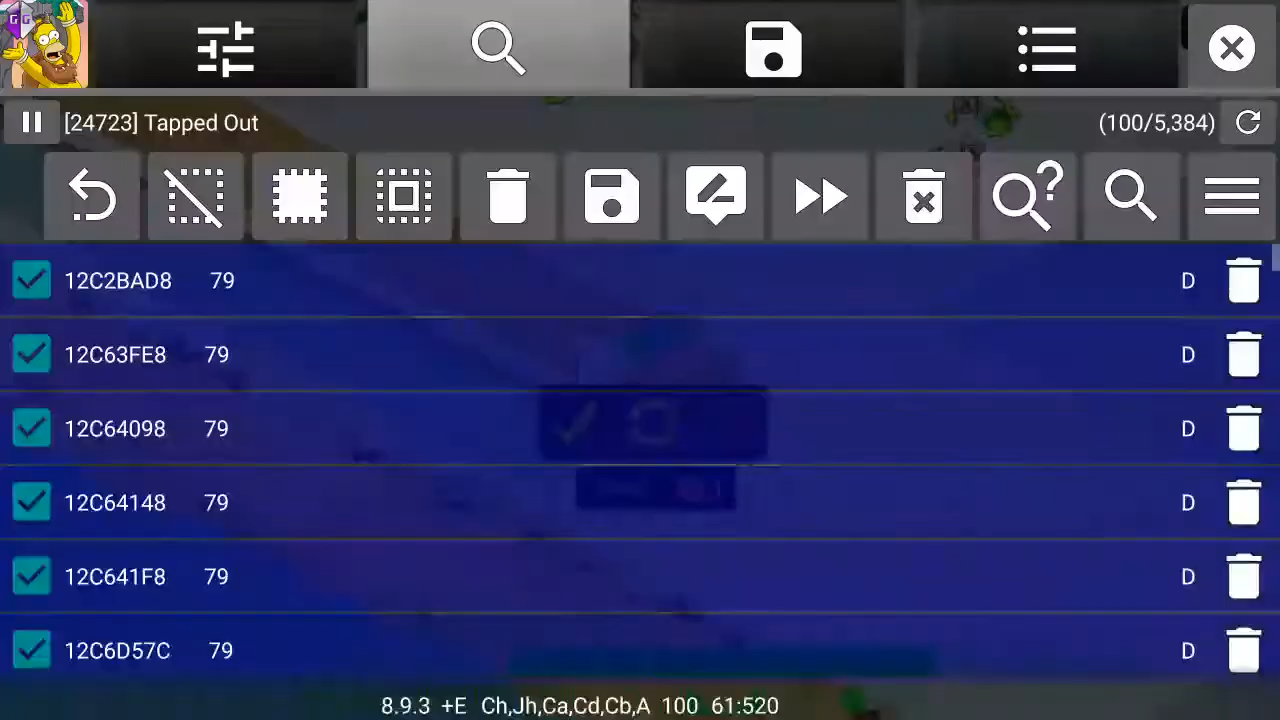 GG
[24723] Tapped Out
(100/5,384)
?
12C2BAD8 79 D
12C63FE8 79 D
12C64098 79 D
12C64148 79 D
12C641F8 79 D
12C6D57C 79 D
8.9.3 +E Ch,Jh,Ca,Cd,Cb,A 100 61:520